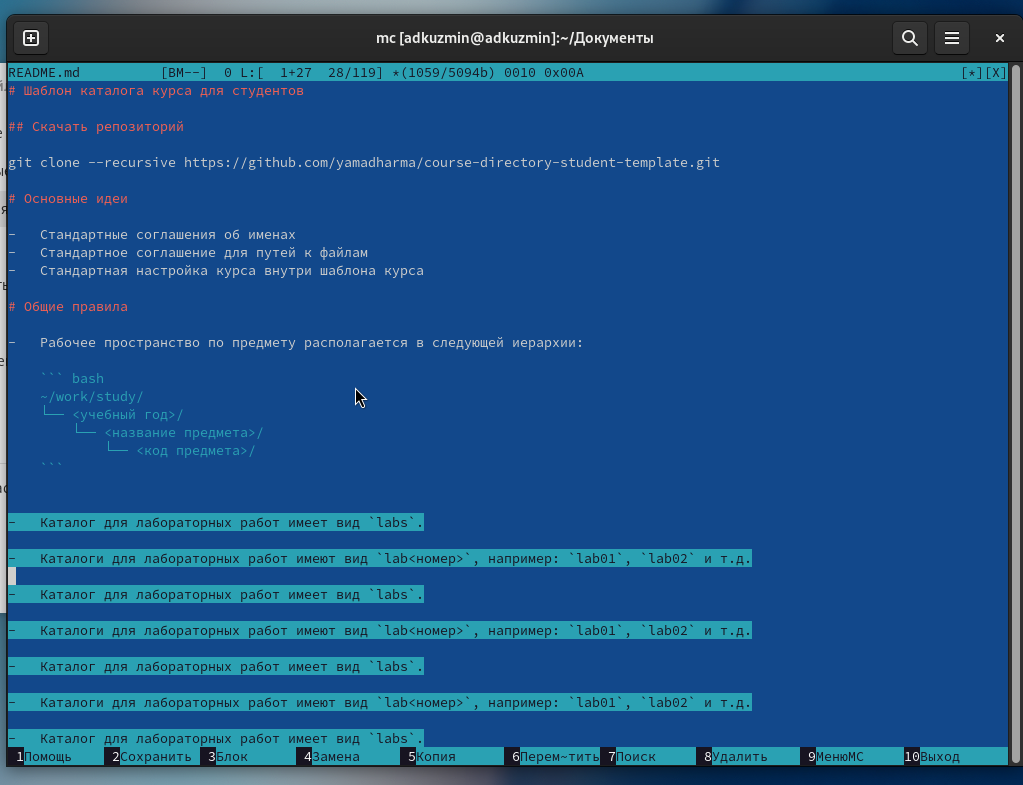 mc [adkuzmin@adkuzmin]:~/Документы
README.md [BM--] 0 L:[ 1+27 28/119] *(1059/5094b) 0010 0x00A [*][X]
# Шаблон каталога курса для студентов
## Скачать репозиторий
git clone --recursive https://github.com/yamadharma/course-directory-student-template.git
# Основные идеи
- Стандартные соглашения об именах
- Стандартное соглашение для путей к файлам
- Стандартная настройка курса внутри шаблона курса
# Общие правила
- Рабочее пространство по предмету располагается в следующей иерархии:
``` bash
~/work/study/
└── <учебный год>/
└── <название предмета>/
└── <код предмета>/
```
- Каталог для лабораторных работ имеет вид `labs`.
- Каталоги для лабораторных работ имеют вид `lab<номер>`, например: `lab01`, `lab02` и т.д.
- Каталог для лабораторных работ имеет вид `labs`.
- Каталоги для лабораторных работ имеют вид `lab<номер>`, например: `lab01`, `lab02` и т.д.
- Каталог для лабораторных работ имеет вид `labs`.
- Каталоги для лабораторных работ имеют вид `lab<номер>`, например: `lab01`, `lab02` и т.д.
- Каталог для лабораторных работ имеет вид `labs`.
1Помощь 2Сохранить 3Блок 4Замена 5Копия 6Перем~тить 7Поиск 8Удалить 9МенюMC 10Выход